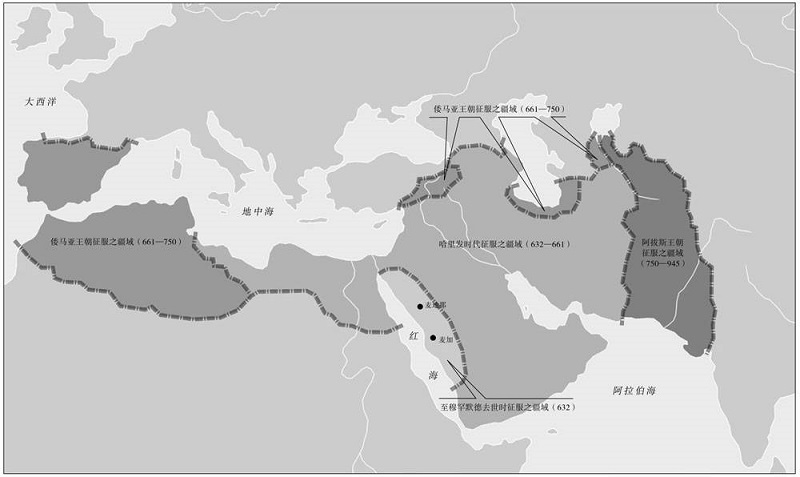 大西洋
倭马亚王朝征服之疆域（661—750）
地中海
倭马亚王朝征服之疆域（661—750）
哈里发时代征服之疆域（632—661）
阿拔斯王朝
征服之疆域
（750—945）
麦地那
麦加
红
海
至穆罕默德去世时征服之疆域（632）
阿拉伯海